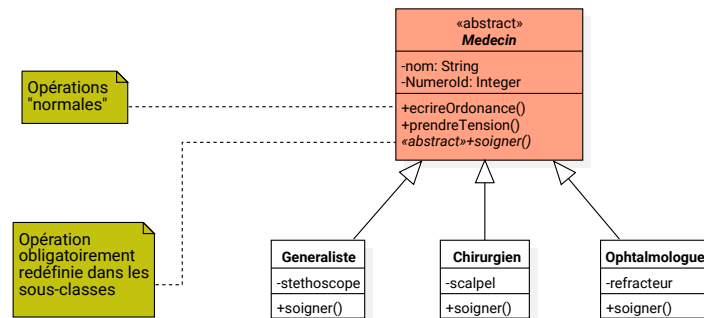 «abstract»
Medecin
-nom: String
-NumeroId: Integer
+ecrireOrdonance()
+prendreTension()
«abstract»+soigner()
Opérations
"normales"
Opération
obligatoirement
redéfinie dans les
sous-classes
Generaliste
-stethoscope
+soigner()
Chirurgien
-scalpel
+soigner()
Ophtalmologue
-refracteur
+soigner()